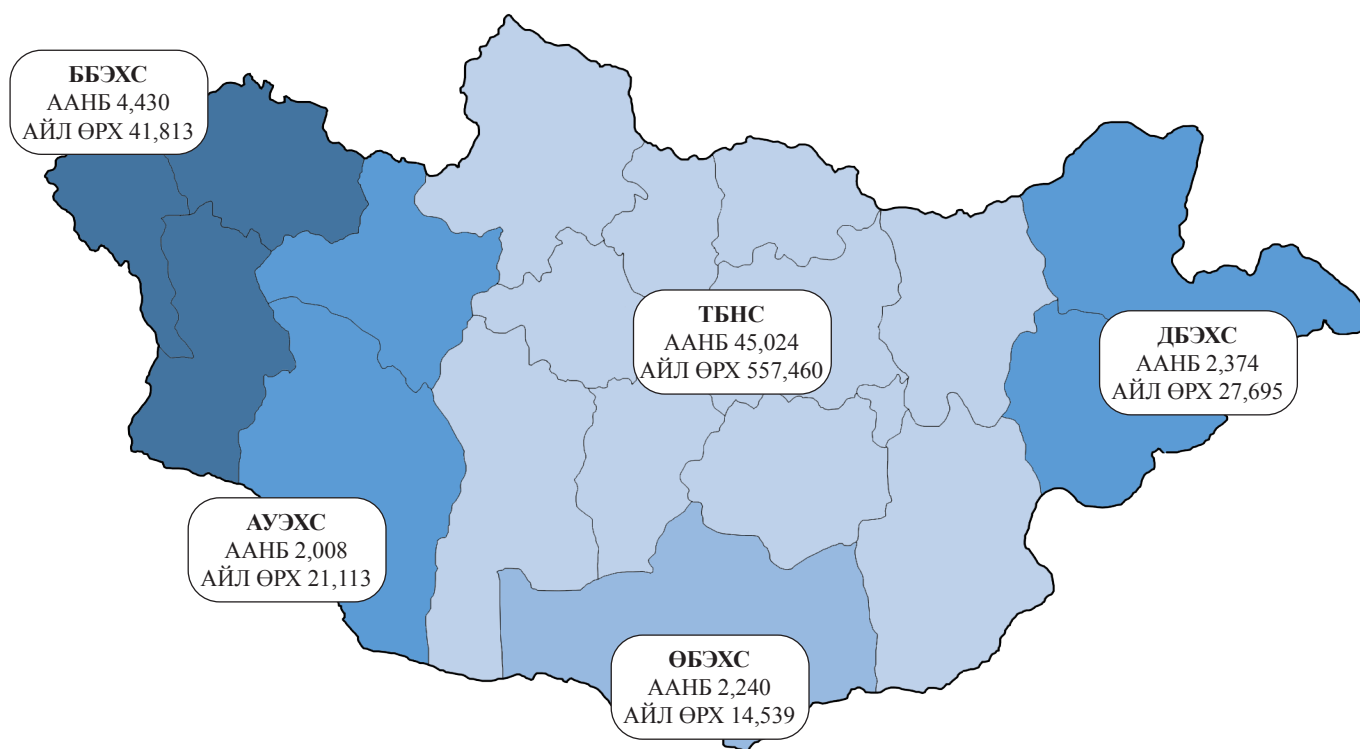 ББЭХС
ААНБ 4,430
АЙЛ ӨРХ 41,813
ТБНС
ААНБ 45,024
АЙЛ ӨРХ 557,460
ДБЭХС
ААНБ 2,374
АЙЛ ӨРХ 27,695
АУЭХС
ААНБ 2,008
АЙЛ ӨРХ 21,113
ӨБЭХС
ААНБ 2,240
АЙЛ ӨРХ 14,539